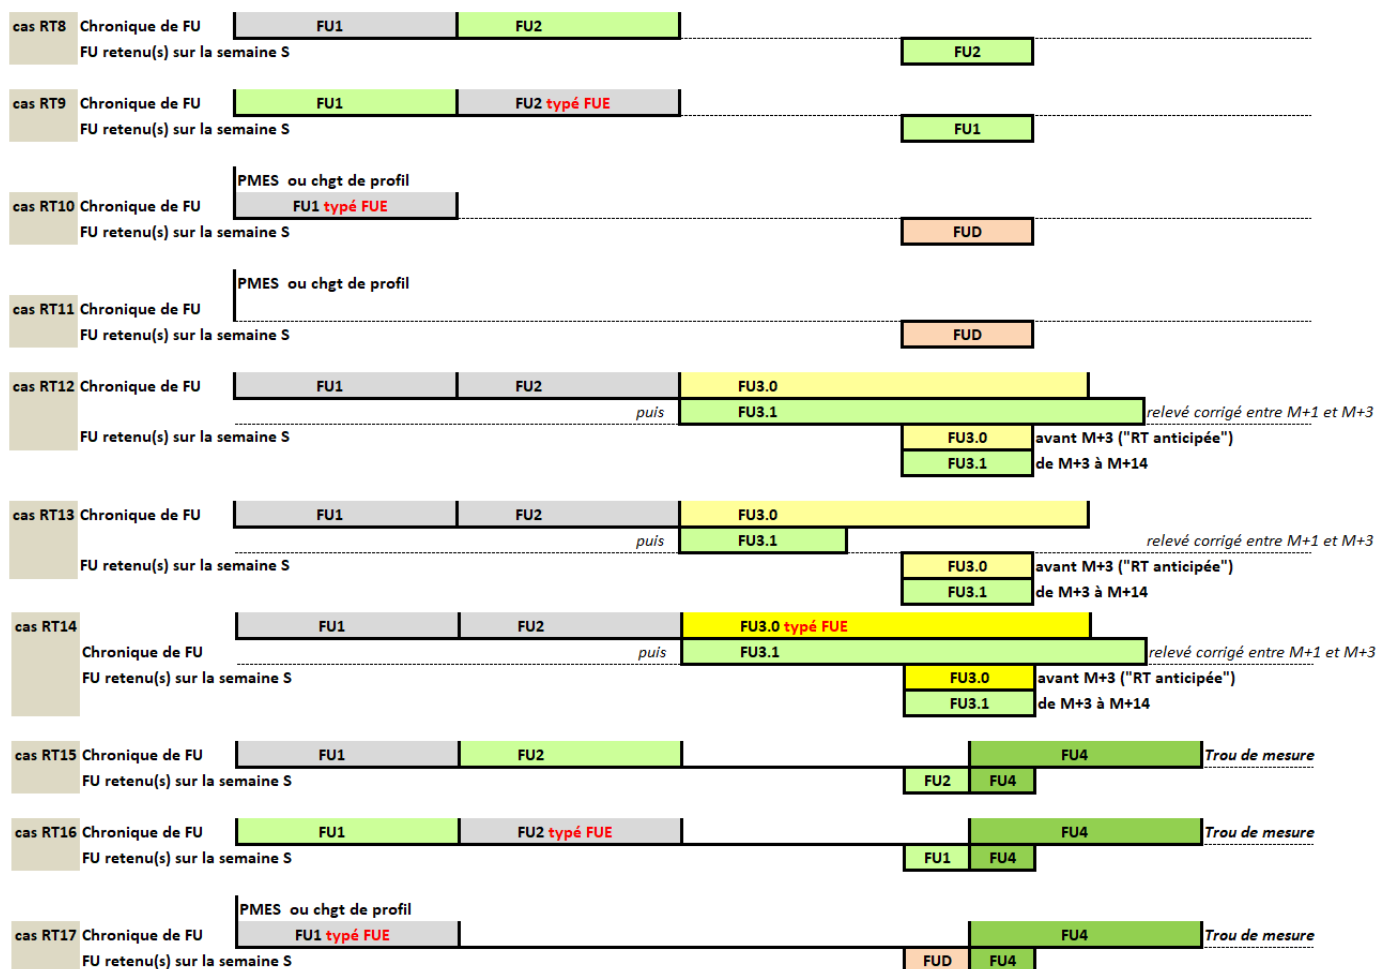 cas RT8 Chronique de FU FU1 FU2
FU retenu(s) sur la semaine S FU2
cas RT9 Chronique de FU FU1 FU2 typé FUE
FU retenu(s) sur la semaine S FU1
PMES ou chgt de profil
cas RT10 Chronique de FU FU1 typé FUE
FU retenu(s) sur la semaine S FUD
PMES ou chgt de profil
cas RT11 Chronique de FU
FU retenu(s) sur la semaine S FUD
cas RT12 Chronique de FU FU1 FU2 FU3.0
puis FU3.1 relevé corrigé entre M+1 et M+3
FU retenu(s) sur la semaine S FU3.0 avant M+3 ("RT anticipée")
FU3.1 de M+3 à M+14
cas RT13 Chronique de FU FU1 FU2 FU3.0
puis FU3.1 relevé corrigé entre M+1 et M+3
FU retenu(s) sur la semaine S FU3.0 avant M+3 ("RT anticipée")
FU3.1 de M+3 à M+14
cas RT14 FU1 FU2 FU3.0 typé FUE
Chronique de FU puis FU3.1 relevé corrigé entre M+1 et M+3
FU retenu(s) sur la semaine S FU3.0 avant M+3 ("RT anticipée")
FU3.1 de M+3 à M+14
cas RT15 Chronique de FU FU1 FU2 FU4 Trou de mesure
FU retenu(s) sur la semaine S FU2 FU4
cas RT16 Chronique de FU FU1 FU2 typé FUE FU4 Trou de mesure
FU retenu(s) sur la semaine S FU1 FU4
PMES ou chgt de profil
cas RT17 Chronique de FU FU1 typé FUE FU4 Trou de mesure
FU retenu(s) sur la semaine S FUD FU4